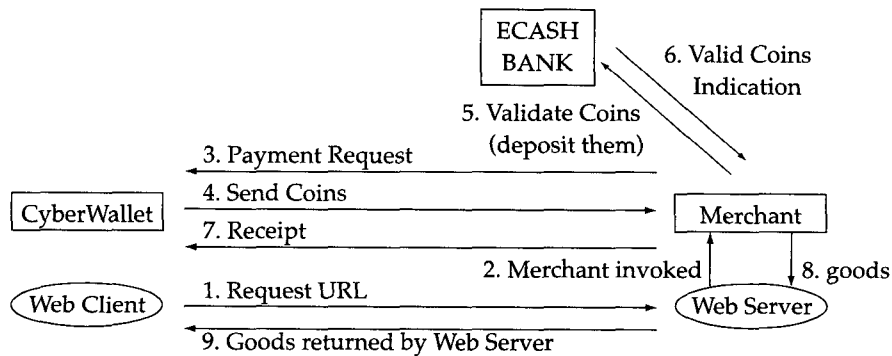 ECASH
BANK
6. Valid Coins
Indication
5. Validate Coins
(deposit them)
3. Payment Request
4. Send Coins
CyberWallet
Merchant
7. Receipt
2. Merchant invoked
8. goods
Web Client
1. Request URL
Web Server
9. Goods returned by Web Server